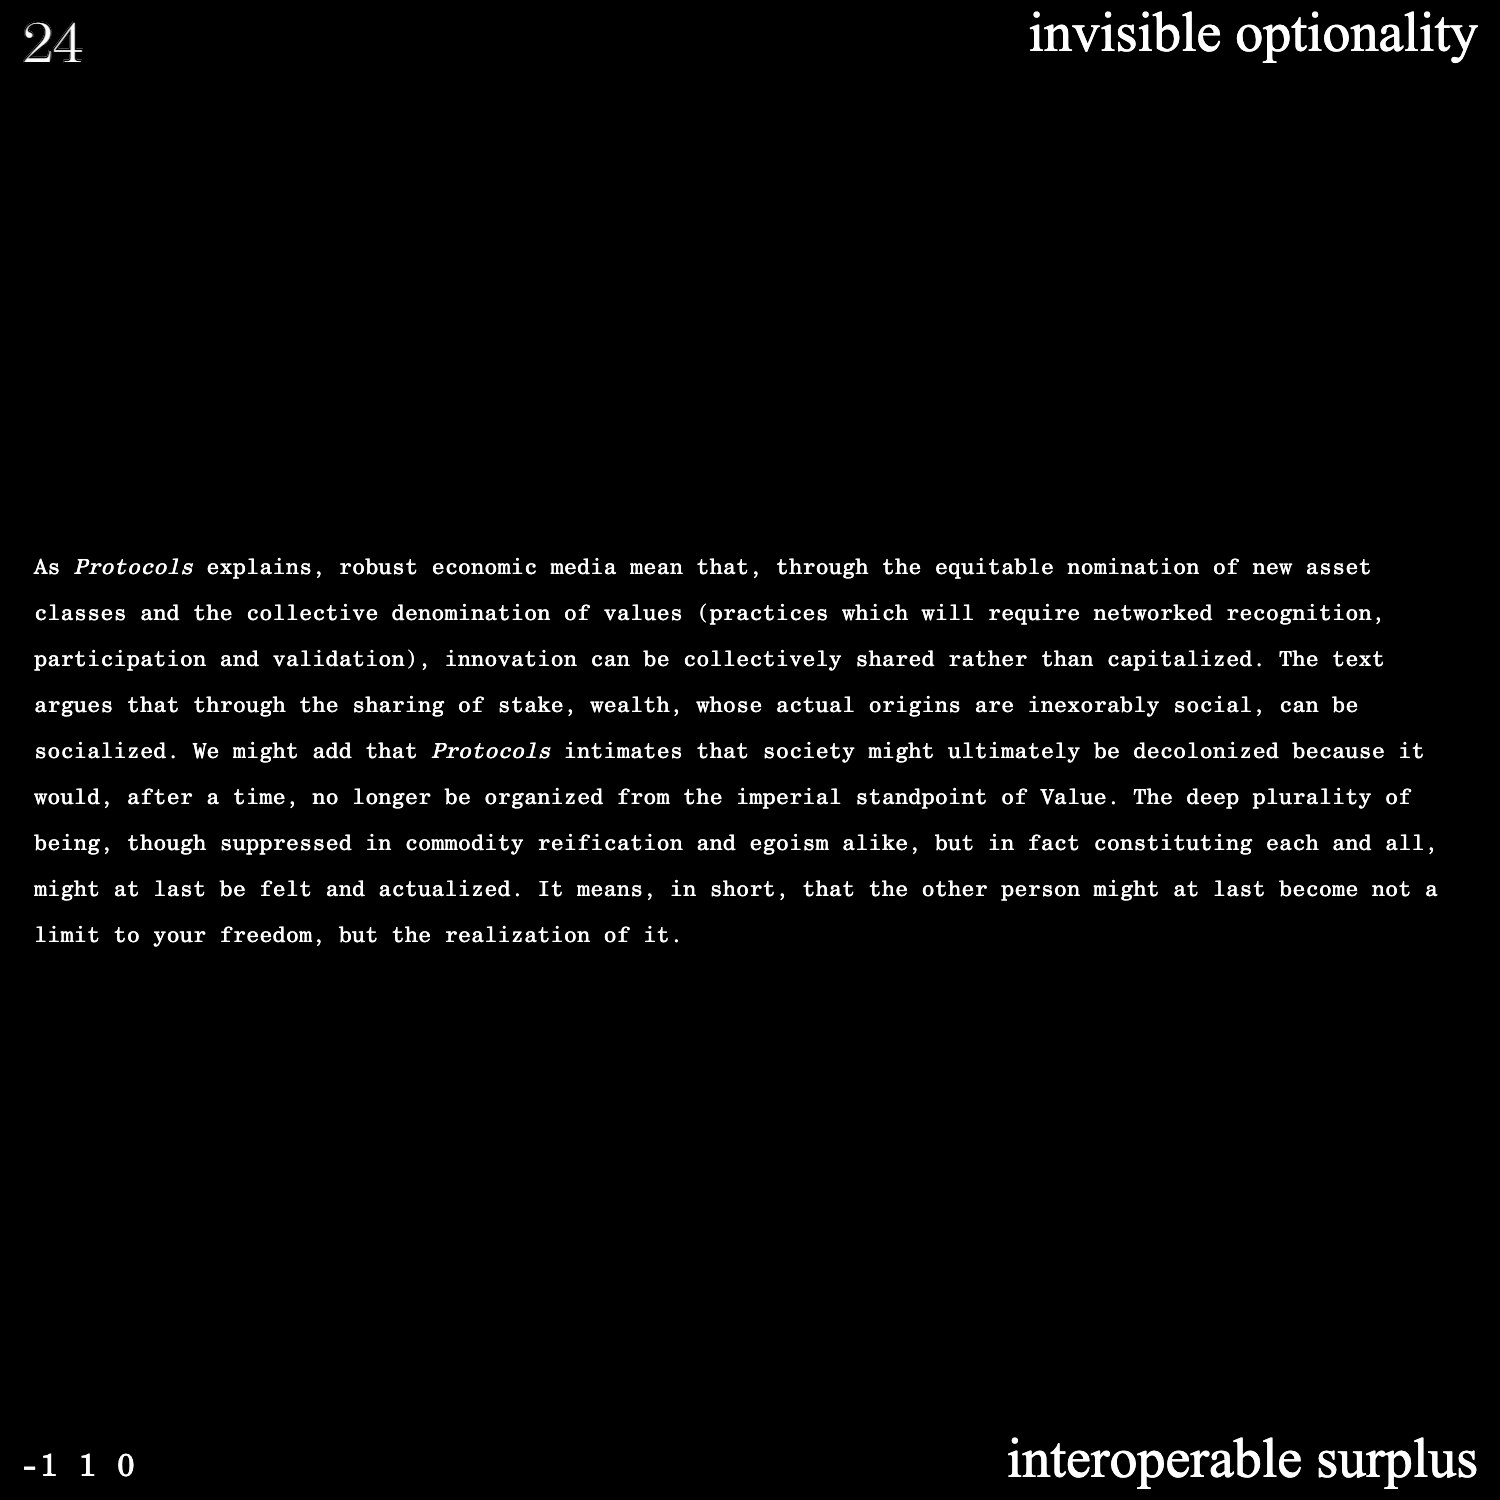 24
invisible optionality
As Protocols explains, robust economic media mean that, through the equitable nomination of new asset
classes and the collective denomination of values (practices which will require networked recognition,
participation and validation), innovation can be collectively shared rather than capitalized. The text
argues that through the sharing of stake, wealth, whose actual origins are inexorably social, can be
socialized. We might add that Protocols intimates that society might ultimately be decolonized because it
would, after a time, no longer be organized from the imperial standpoint of Value. The deep plurality of
being, though suppressed in commodity reification and egoism alike, but in fact constituting each and all,
might at last be felt and actualized. It means, in short, that the other person might at last become not a
limit to your freedom, but the realization of it.
-1 1 0
interoperable surplus